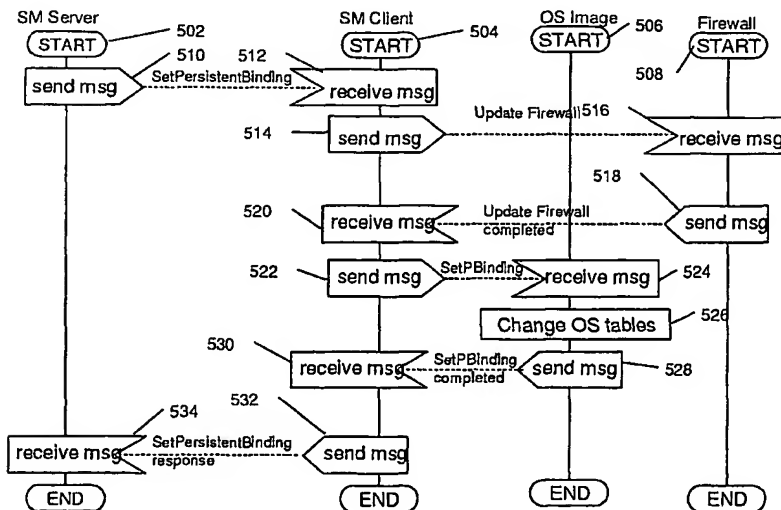 SM Server SM Client OS Image Firewall
START 502 START 504 START 506 START
508
510 512
send msg SetPersistentBinding receive msg
514 send msg Update Firewall 516 receive msg
518
520 receive msg Update Firewall completed send msg
522 send msg SetPBinding receive msg 524
Change OS tables 526
530 receive msg SetPBinding completed send msg 528
534 532
receive msg SetPersistentBinding response send msg
END END END END